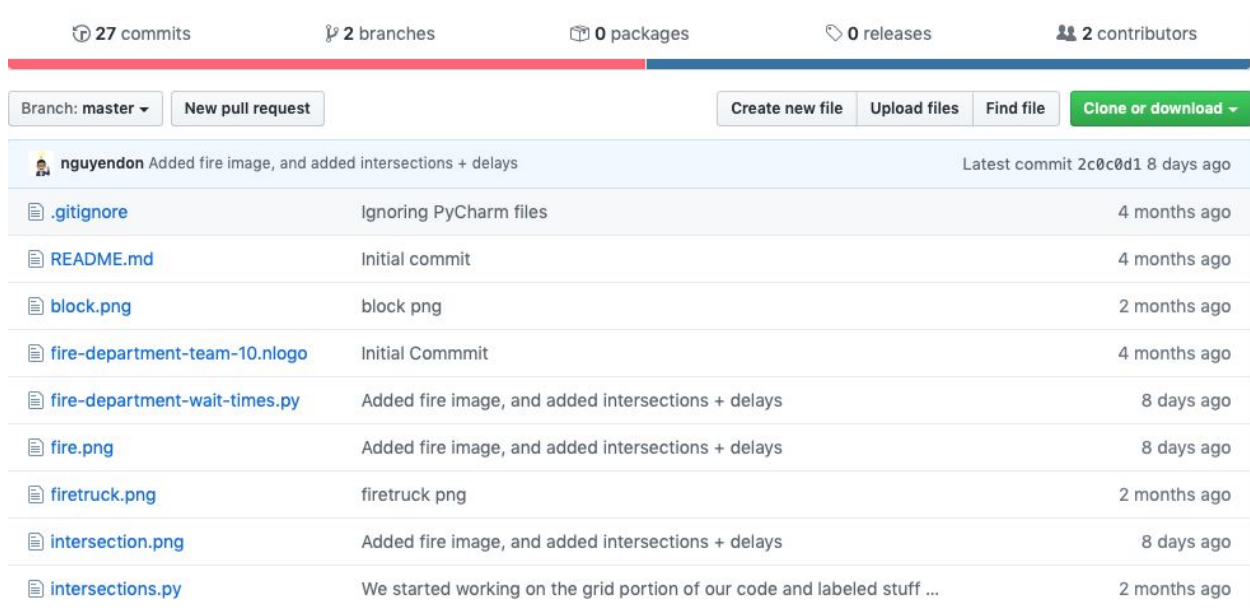 27 commits 2 branches 0 packages 0 releases 2 contributors
Branch: master New pull request Create new file Upload files Find file Clone or download
nguyendon Added fire image, and added intersections + delays Latest commit 2c0c0d1 8 days ago
.gitignore Ignoring PyCharm files 4 months ago
README.md Initial commit 4 months ago
block.png block png 2 months ago
fire-department-team-10.nlogo Initial Commmit 4 months ago
fire-department-wait-times.py Added fire image, and added intersections + delays 8 days ago
fire.png Added fire image, and added intersections + delays 8 days ago
firetruck.png firetruck png 2 months ago
intersection.png Added fire image, and added intersections + delays 8 days ago
intersections.py We started working on the grid portion of our code and labeled stuff ... 2 months ago